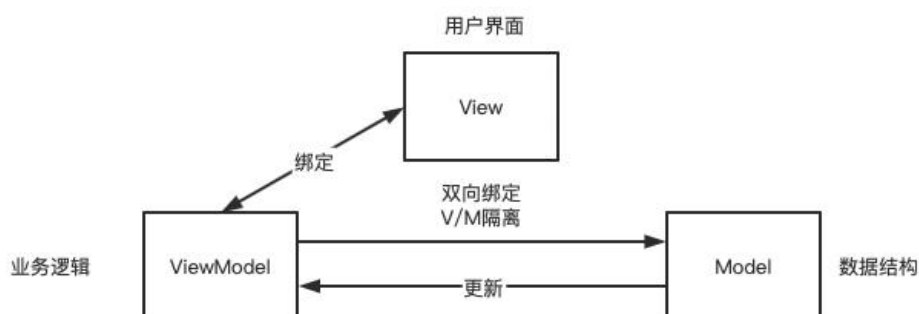 用户界面
View
绑定
双向绑定
V/M隔离
业务逻辑
ViewModel
Model
数据结构
更新